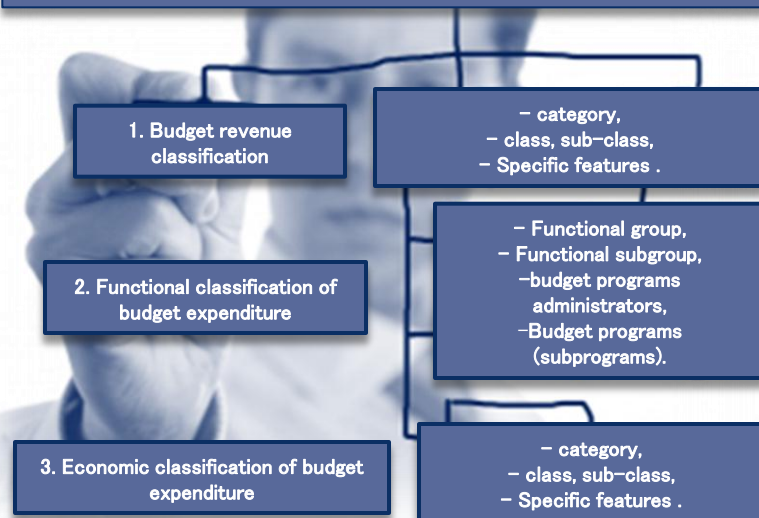 1. Budget revenue
classification
- category,
- class, sub-class,
- Specific features .
2. Functional classification of
budget expenditure
- Functional group,
- Functional subgroup,
-budget programs
administrators,
-Budget programs
(subprograms).
3. Economic classification of budget
expenditure
- category,
- class, sub-class,
- Specific features .